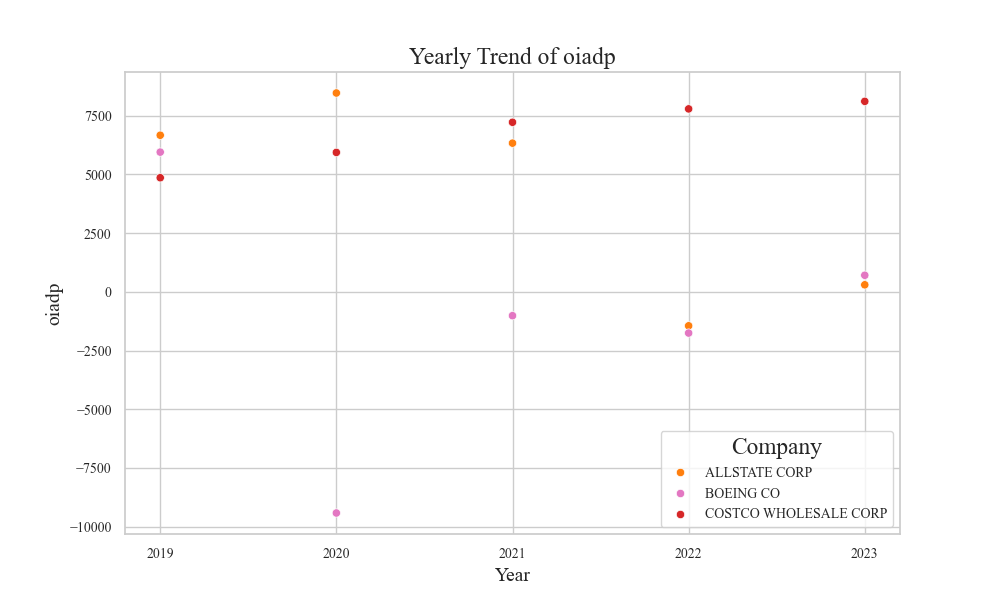 Yearly Trend of oiadp
7500
5000
2500
0
−2500
−5000
−7500
−10000
oiadp
2019 2020 2021 2022 2023
Year
Company
ALLSTATE CORP
BOEING CO
COSTCO WHOLESALE CORP